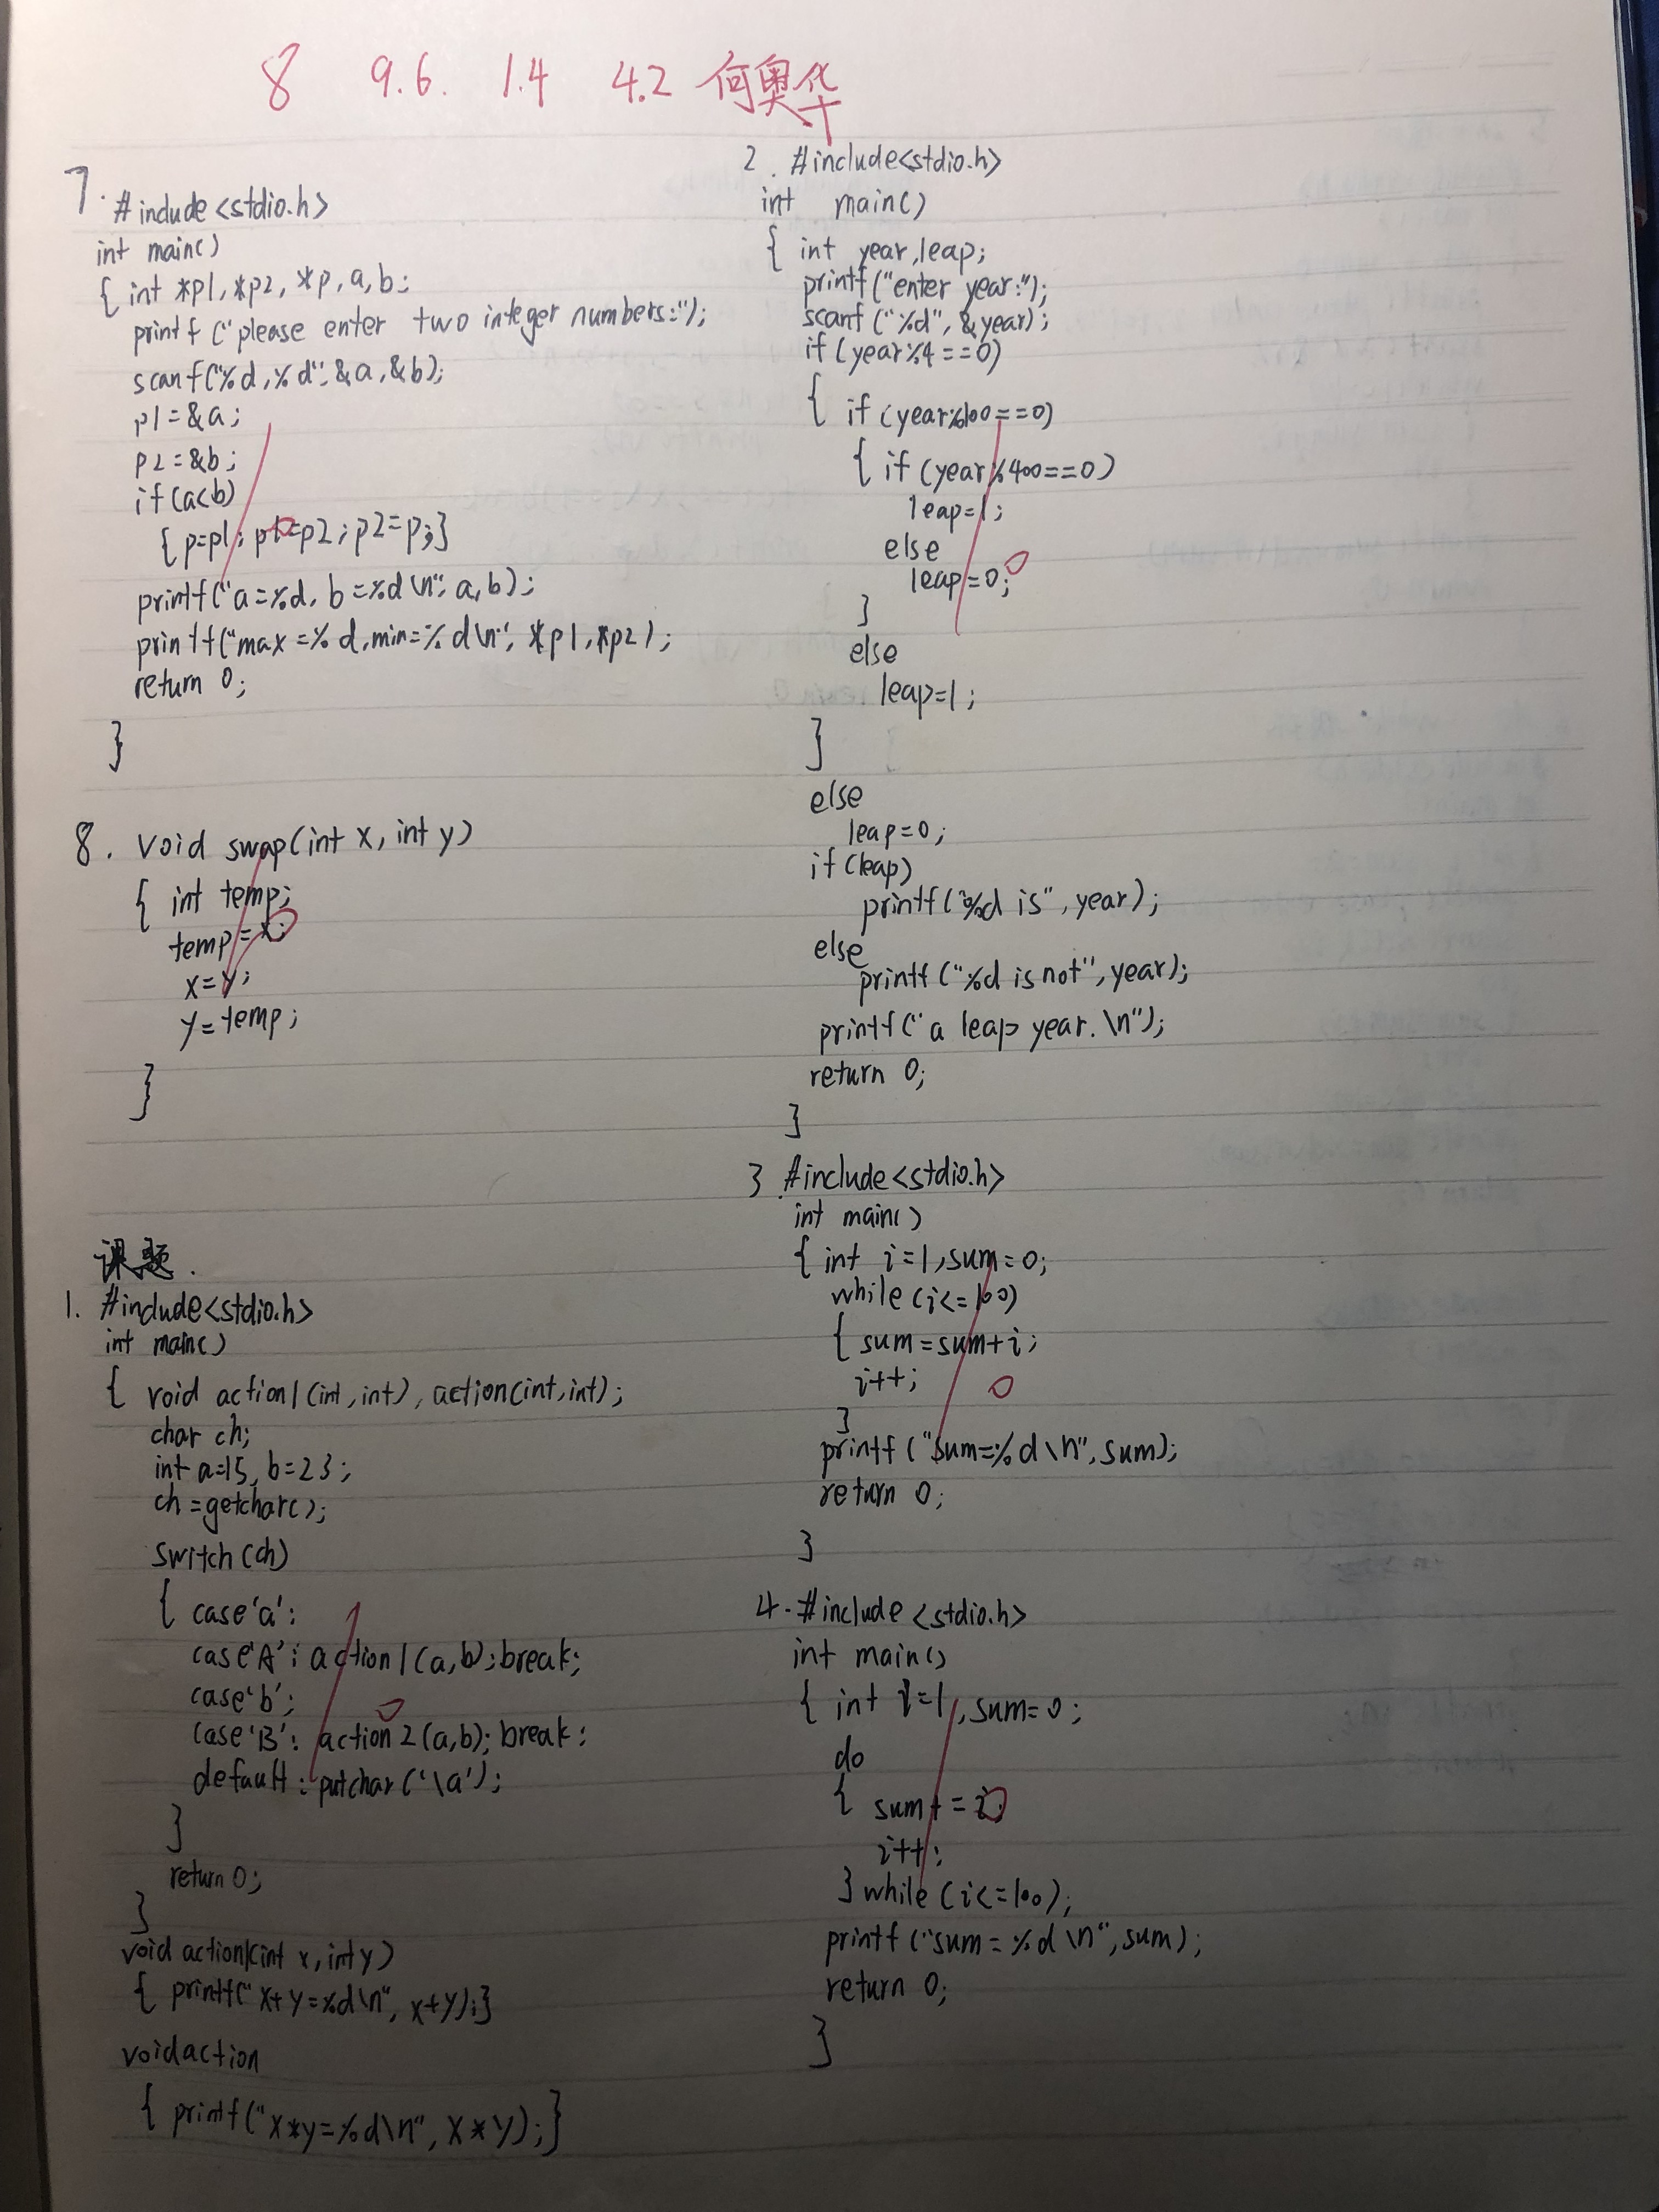 8 9.6. 1.4 4.2 何奥华
7. #include<stdio.h>
int main()
{ int *p1,*p2, *p,a,b;
printf("please enter two integer numbers:");
scanf("%d,%d",&a,&b);
p1=&a;
p2=&b;
if(a<b)
{p=p1;p1=p2;p2=p;}
printf("a=%d, b=%d\n",a,b);
printf("max=%d,min=%d\n", *p1,*p2);
return 0;
}
8. void swap(int x, int y)
{ int temp;
temp=x;
x=y;
y=temp;
}
课题.
1. #include<stdio.h>
int main()
{ void action1(int,int), action(int,int);
char ch;
int a=15, b=23;
ch=getchar();
switch(ch)
{ case'a':
case'A': action1(a,b);break;
case'b';
case'B': action2(a,b); break;
default: putchar('\a');
}
return 0;
}
void action1(int x, int y)
{ printf("x+y=%d\n", x+y);}
void action
{ printf("x*y=%d\n", x*y);}
2. #include<stdio.h>
int main()
{ int year,leap;
printf("enter year:");
scanf("%d", &year);
if(year%4==0)
{ if(year%100==0)
{ if(year%400==0)
leap=1;
else
leap=0;
}
else
leap=1;
}
else
leap=0;
if(leap)
printf("%d is", year);
else
printf("%d is not", year);
printf("a leap year.\n");
return 0;
}
3. #include<stdio.h>
int main()
{ int i=1,sum=0;
while(i<=100)
{ sum=sum+i;
i++;
}
printf("sum=%d\n",sum);
return 0;
}
4. #include<stdio.h>
int main()
{ int i=1,sum=0;
do
{ sum+=i;
i++;
}while(i<=100);
printf("sum=%d\n",sum);
return 0;
}